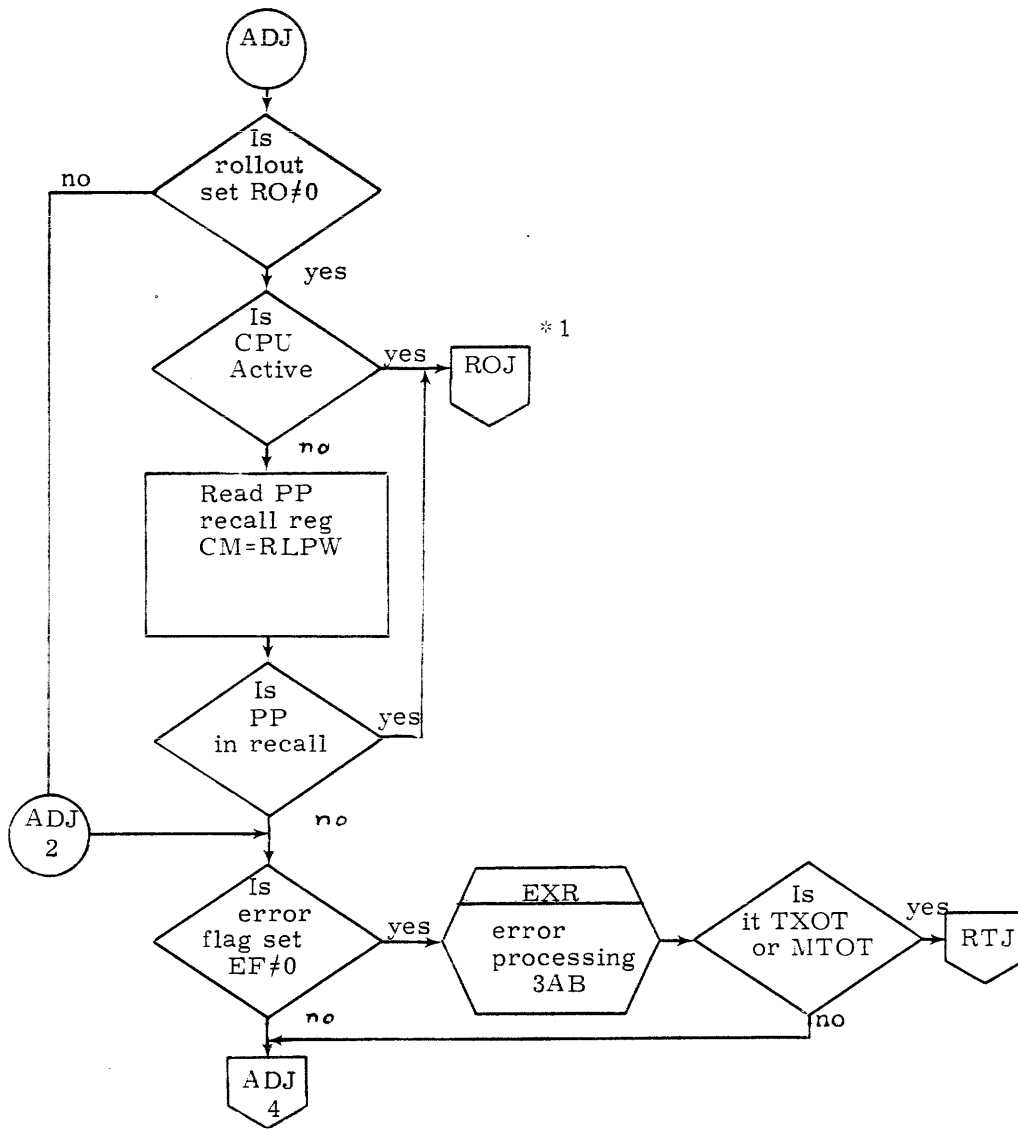 ADJ
Is
rollout
set RO≠0
no
yes
Is
CPU
Active
yes
ROJ
*1
no
Read PP
recall reg
CM=RLPW
Is
PP
in recall
yes
no
ADJ
2
Is
error
flag set
EF≠0
yes
EXR
error
processing
3AB
Is
it TXOT
or MTOT
yes
RTJ
no
no
ADJ
4